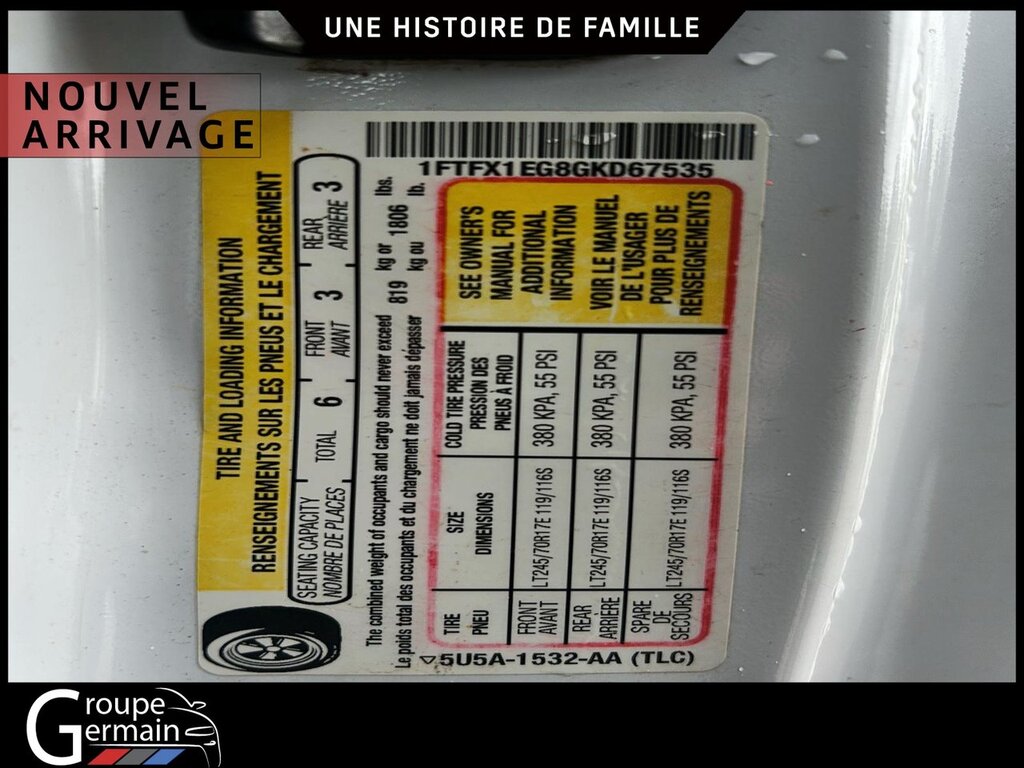 UNE HISTOIRE DE FAMILLE
NOUVEL
ARRIVAGE
TIRE AND LOADING INFORMATION
RENSEIGNEMENTS SUR LES PNEUS ET LE CHARGEMENT
SEATING CAPACITY
NOMBRE DE PLACES
TOTAL 6
FRONT
AVANT
3
REAR
ARRIÈRE
3
The combined weight of occupants and cargo should never exceed 819 kg or 1806 lbs.
Le poids total des occupants et du chargement ne doit jamais dépasser kg ou lb.
TIRE
PNEU
SIZE
DIMENSIONS
COLD TIRE PRESSURE
PRESSION DES
PNEUS À FROID
FRONT
AVANT
LT245/70R17E 119/116S
380 KPA, 55 PSI
REAR
ARRIÈRE
LT245/70R17E 119/116S
380 KPA, 55 PSI
SPARE
DE
SECOURS
LT245/70R17E 119/116S
380 KPA, 55 PSI
SEE OWNER'S
MANUAL FOR
ADDITIONAL
INFORMATION
VOIR LE MANUEL
DE L'USAGER
POUR PLUS DE
RENSEIGNEMENTS
1FTFX1EG8GKD67535
5U5A-1532-AA (TLC)
Groupe
Germain